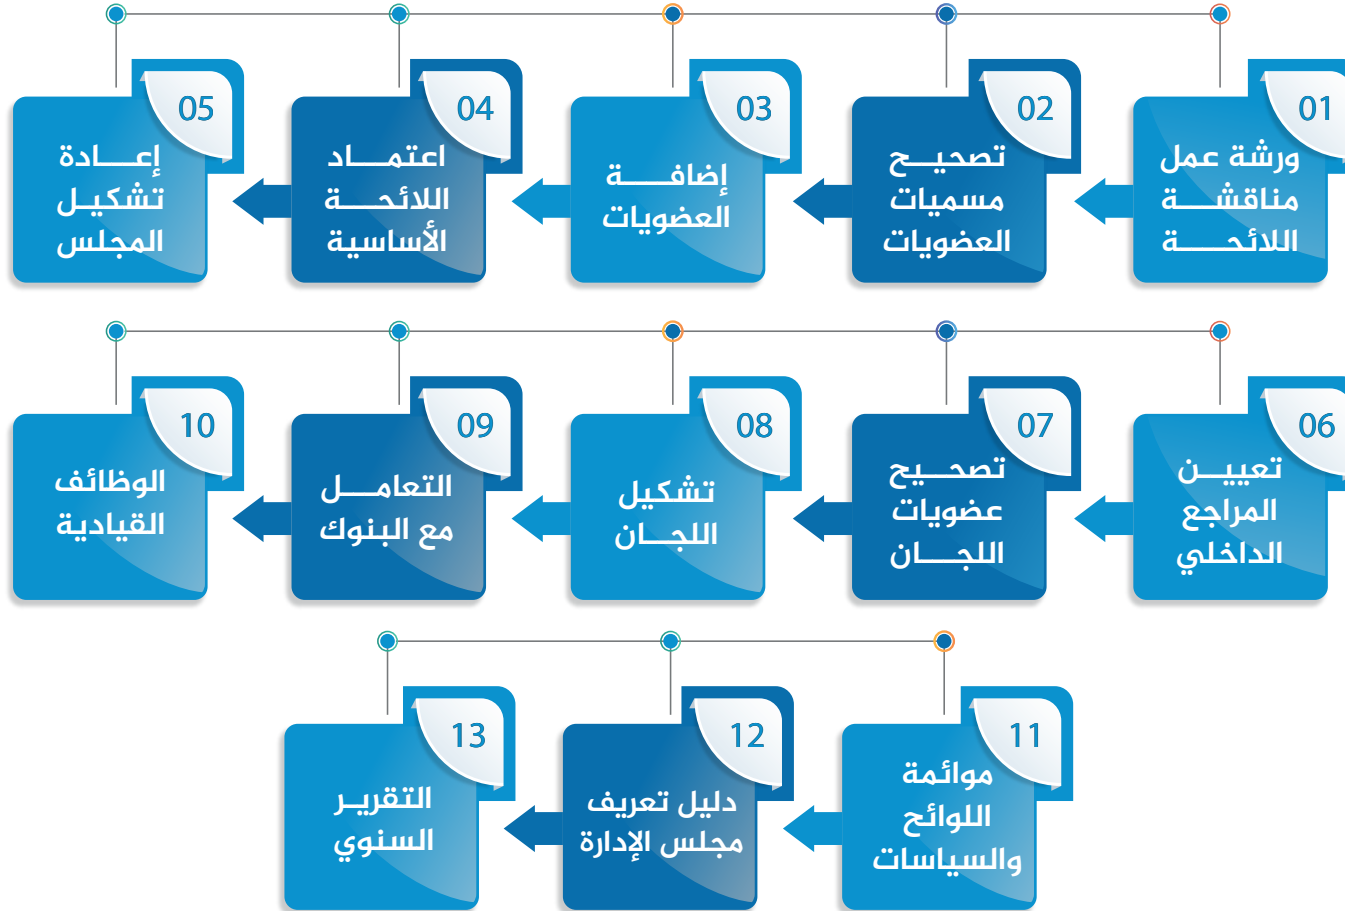 01
ورشة عمل
مناقشة
اللائحة
02
تصحيح
مسميات
العضويات
03
إضافة
العضويات
04
اعتماد
اللائحة
الأساسية
05
إعادة
تشكيل
المجلس
06
تعيين
المراجع
الداخلي
07
تصحيح
عضويات
اللجان
08
تشكيل
اللجان
09
التعامل
مع البنوك
10
الوظائف
القيادية
11
موائمة
اللوائح
والسياسات
12
دليل تعريف
مجلس الإدارة
13
التقرير
السنوي